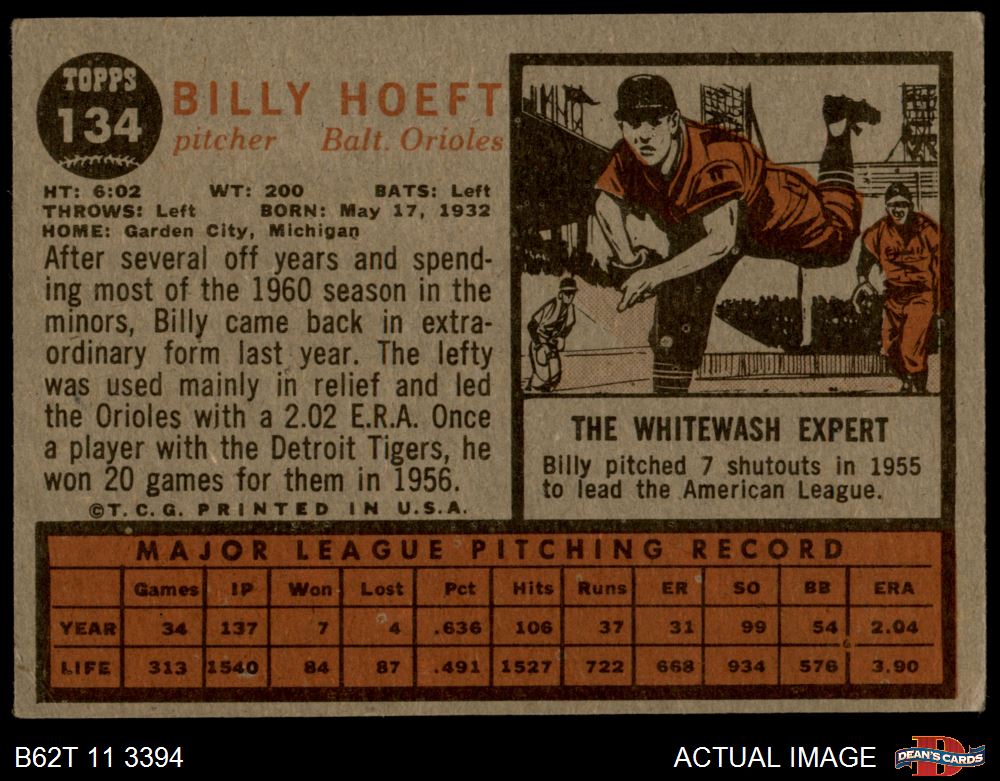 TOPPS
134
BILLY HOEFT
pitcher Balt. Orioles
HT: 6:02 WT: 200 BATS: Left
THROWS: Left BORN: May 17, 1932
HOME: Garden City, Michigan
After several off years and spend-
ing most of the 1960 season in the
minors, Billy came back in extra-
ordinary form last year. The lefty
was used mainly in relief and led
the Orioles with a 2.02 E.R.A. Once
a player with the Detroit Tigers, he
won 20 games for them in 1956.
©T.C.G. PRINTED IN U.S.A.
THE WHITEWASH EXPERT
Billy pitched 7 shutouts in 1955
to lead the American League.
MAJOR LEAGUE PITCHING RECORD
Games IP Won Lost Pct Hits Runs ER SO BB ERA
YEAR 34 137 7 4 .636 106 37 31 99 54 2.04
LIFE 313 1540 84 87 .491 1527 722 668 934 576 3.90
B62T 11 3394 ACTUAL IMAGE
D
DEAN'S CARDS